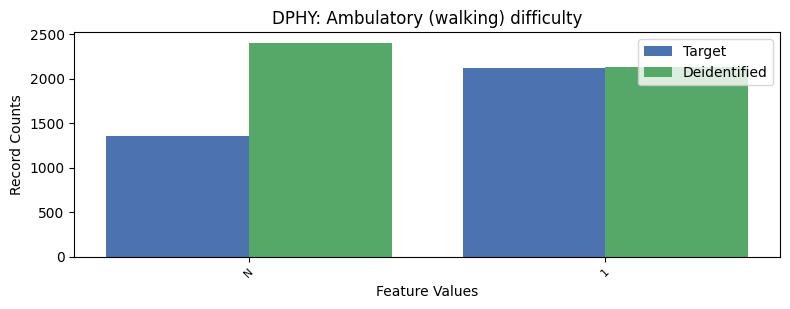 DPHY: Ambulatory (walking) difficulty
Target
Deidentified
Record Counts
2500
2000
1500
1000
500
0
N
1
Feature Values